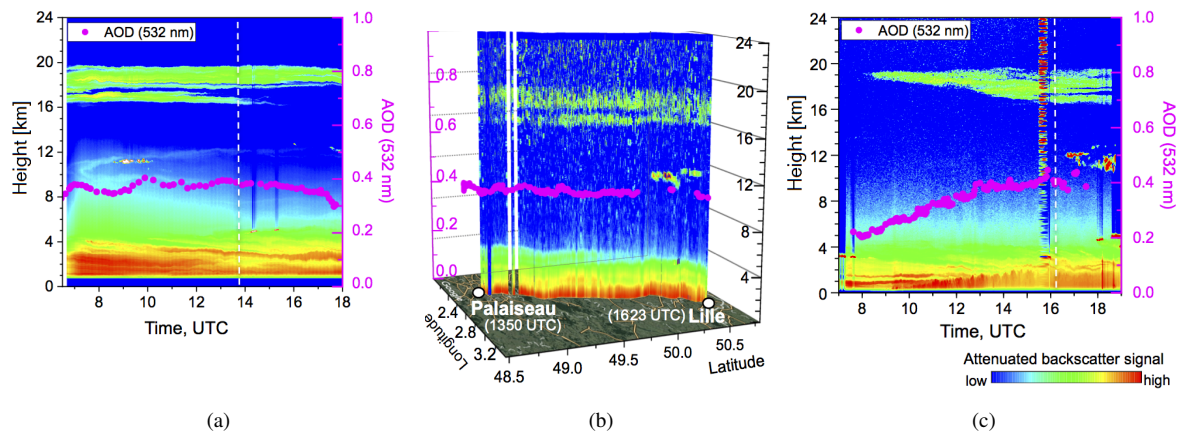 24
20
16
12
8
4
0
Height [km]
AOD (532 nm)
1.0
0.8
0.6
0.4
0.2
0.0
AOD (532 nm)
8 10 12 14 16 18
Time, UTC
(a)
0.8
0.6
0.4
0.2
0.0
24
20
16
12
8
4
Palaiseau
(1350 UTC)
(1623 UTC) Lille
2.4
2.8
3.2
Longitude
48.5 49.0 49.5 50.0 50.5
Latitude
(b)
24
20
16
12
8
4
0
Height [km]
AOD (532 nm)
1.0
0.8
0.6
0.4
0.2
0.0
AOD (532 nm)
8 10 12 14 16 18
Time, UTC
Attenuated backscatter signal
low high
(c)